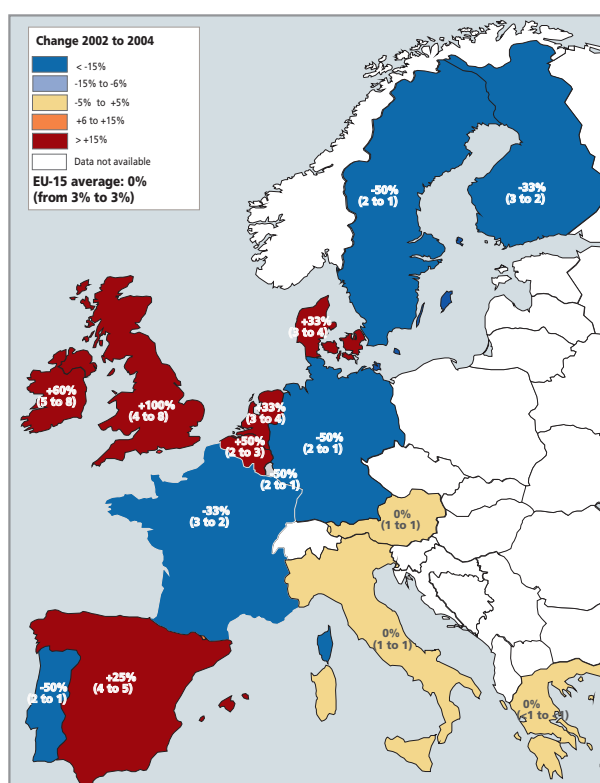 Change 2002 to 2004
< -15%
-15% to -6%
-5% to +5%
+6 to +15%
> +15%
Data not available
EU-15 average: 0%
(from 3% to 3%)
-50%
(2 to 1)
-33%
(3 to 2)
+33%
(3 to 4)
+60%
(5 to 8)
+100%
(4 to 8)
+33%
(3 to 4)
+50%
(2 to 3)
-50%
(2 to 1)
-50%
(2 to 1)
-33%
(3 to 2)
0%
(1 to 1)
0%
(1 to 1)
+25%
(4 to 5)
-50%
(2 to 1)
0%
(<1 to <1)